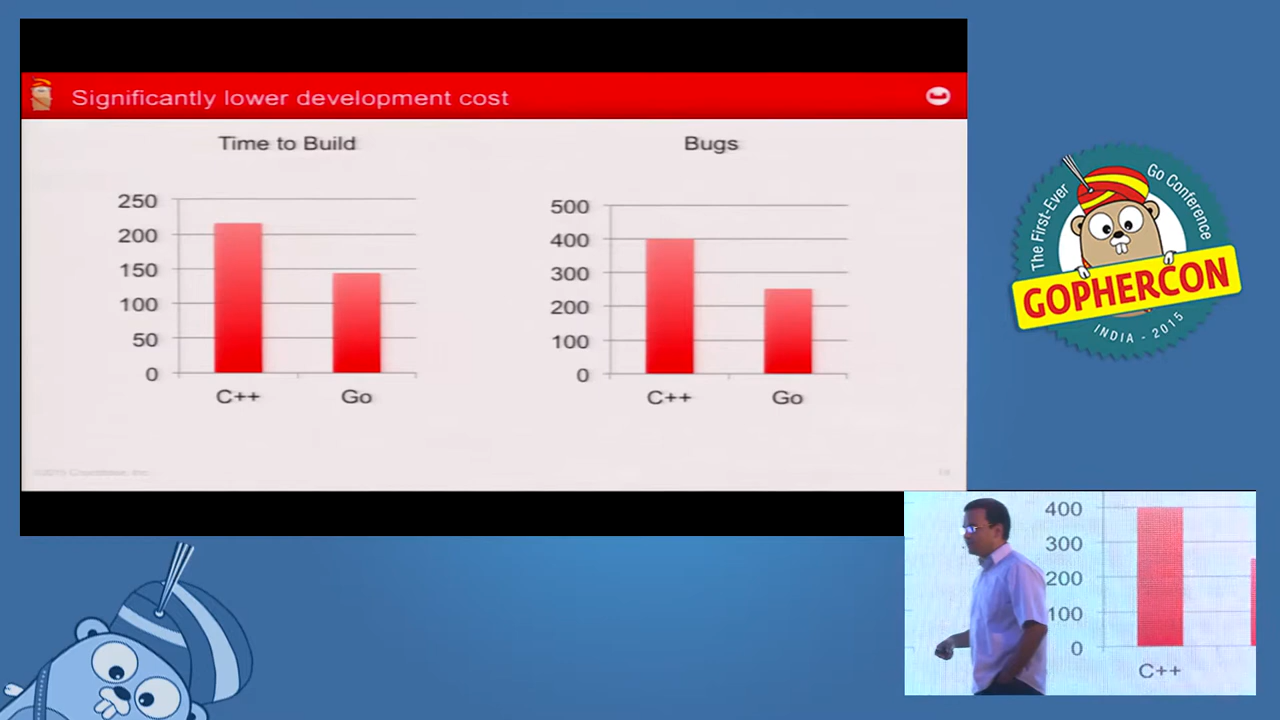 Significantly lower development cost
Time to Build
250
200
150
100
50
0
C++
Go
Bugs
500
400
300
200
100
0
C++
Go
The First-Ever
Go Conference
GOPHERCON
INDIA - 2015
400
300
200
100
0
C++